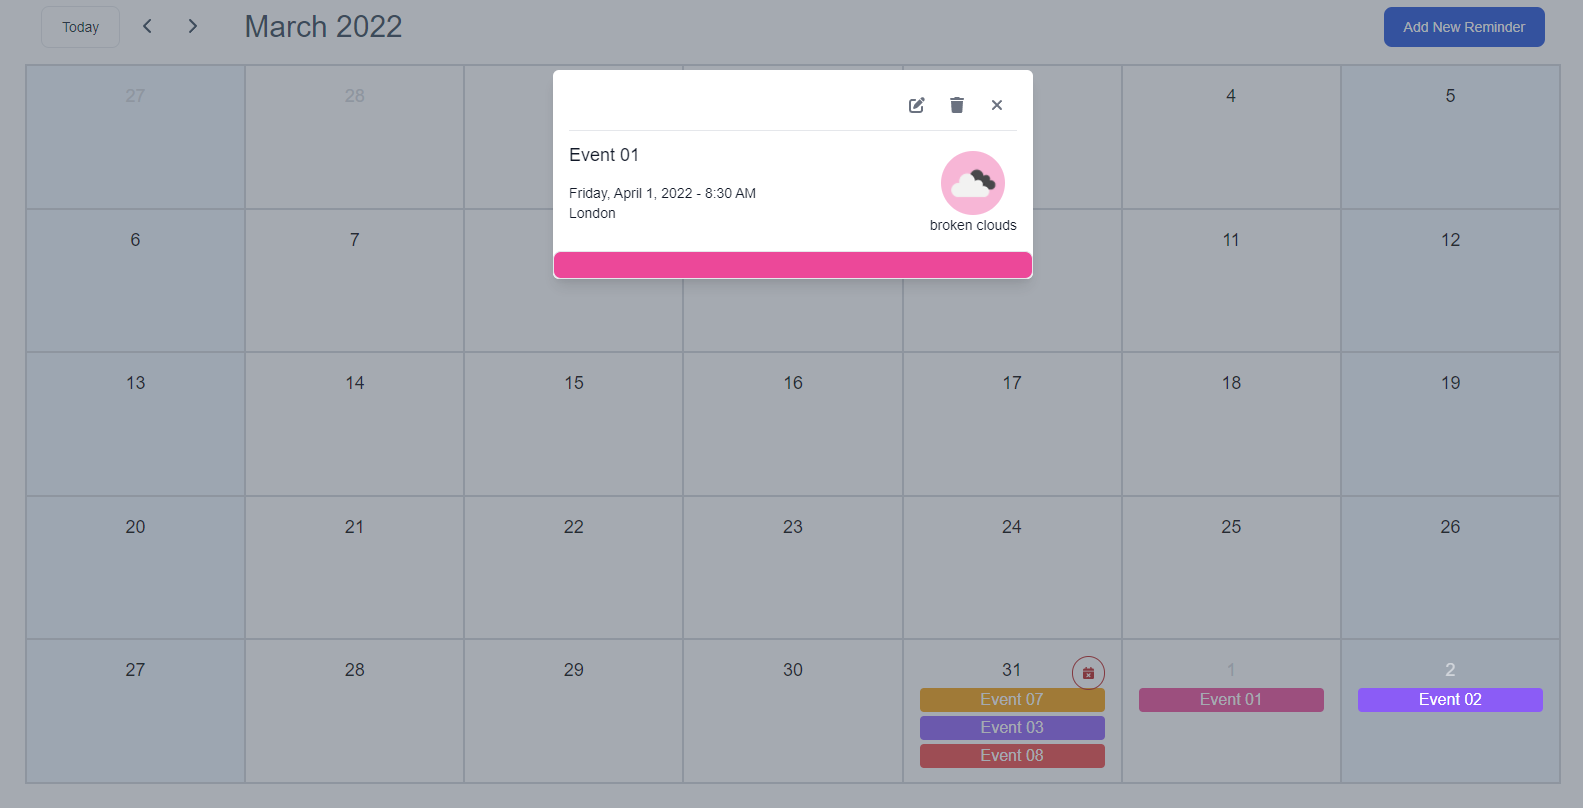 Today
March 2022
Add New Reminder
27
28
4
5
Event 01
Friday, April 1, 2022 - 8:30 AM
London
broken clouds
6
7
11
12
13
14
15
16
17
18
19
20
21
22
23
24
25
26
27
28
29
30
31
1
2
Event 07
Event 01
Event 02
Event 03
Event 08